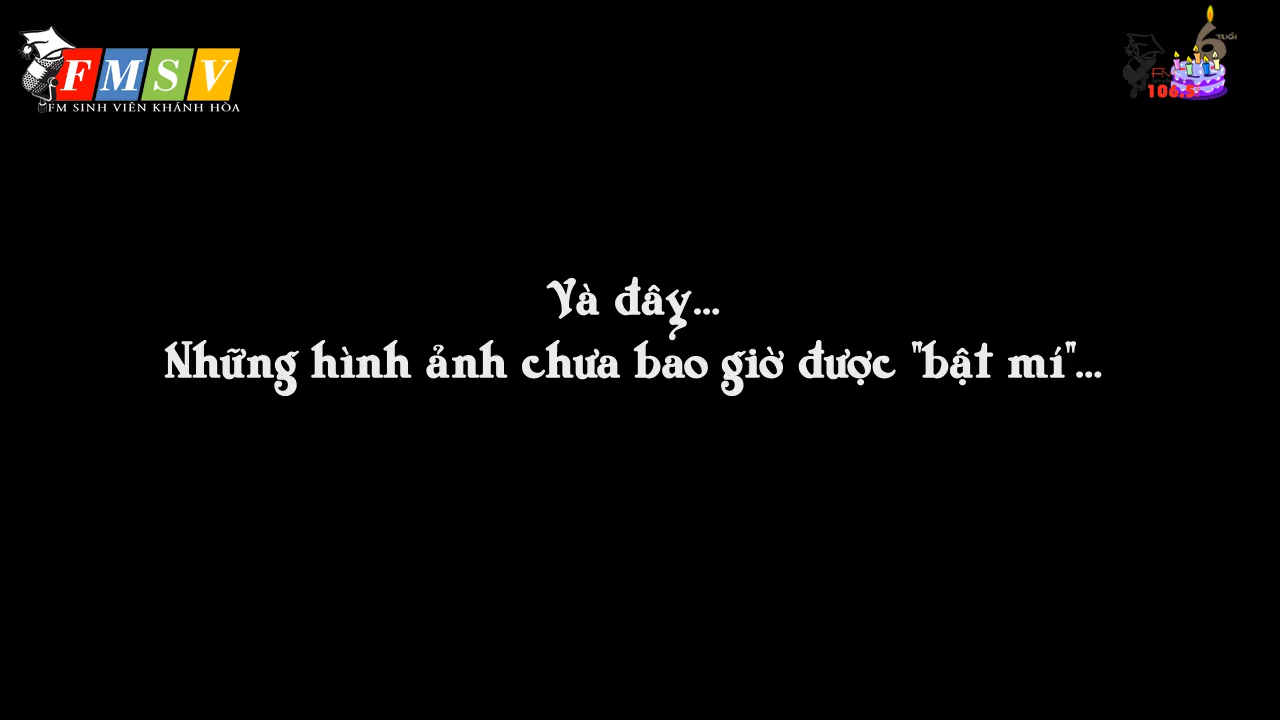 FMSV
FM SINH VIÊN KHÁNH HÒA
6 TUỔI
106.5
Và đây...
Những hình ảnh chưa bao giờ được "bật mí"...